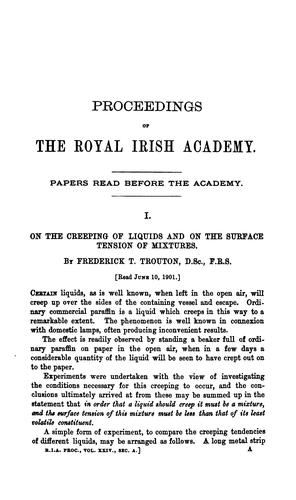 PROCEEDINGS
OF
THE ROYAL IRISH ACADEMY.
PAPERS READ BEFORE THE ACADEMY.
I.
ON THE CREEPING OF LIQUIDS AND ON THE SURFACE
TENSION OF MIXTURES.
By FREDERICK T. TROUTON, D.Sc., F.R.S.
[Read June 10, 1901.]
Certain liquids, as is well known, when left in the open air, will
creep up over the sides of the containing vessel and escape. Ordi-
nary commercial paraffin is a liquid which creeps in this way to a
remarkable extent. The phenomenon is well known in connexion
with domestic lamps, often producing inconvenient results.
The effect is readily observed by standing a beaker full of ordi-
nary paraffin on paper in the open air, when in a few days a
considerable quantity of the liquid will be seen to have crept out on
to the paper.
Experiments were undertaken with the view of investigating
the conditions necessary for this creeping to occur, and the con-
clusions ultimately arrived at from these may be summed up in the
statement that in order that a liquid should creep it must be a mixture,
and the surface tension of this mixture must be less than that of its least
volatile constituent.
A simple form of experiment, to compare the creeping tendencies
of different liquids, may be arranged as follows. A long metal strip
R.I.A. PROC., VOL. XXIV., SEC. A.] A